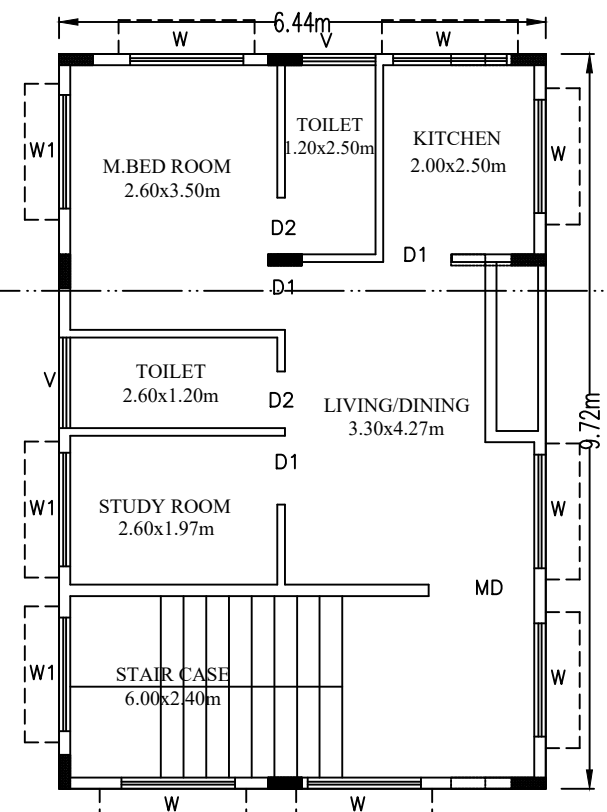 6.44m
W
V
W
W1
M.BED ROOM
2.60x3.50m
TOILET
1.20x2.50m
KITCHEN
2.00x2.50m
W
D2
D1
D1
V
TOILET
2.60x1.20m
D2
LIVING/DINING
3.30x4.27m
9.72m
D1
W1
STUDY ROOM
2.60x1.97m
W
MD
W1
STAIR CASE
6.00x2.40m
W
W
W